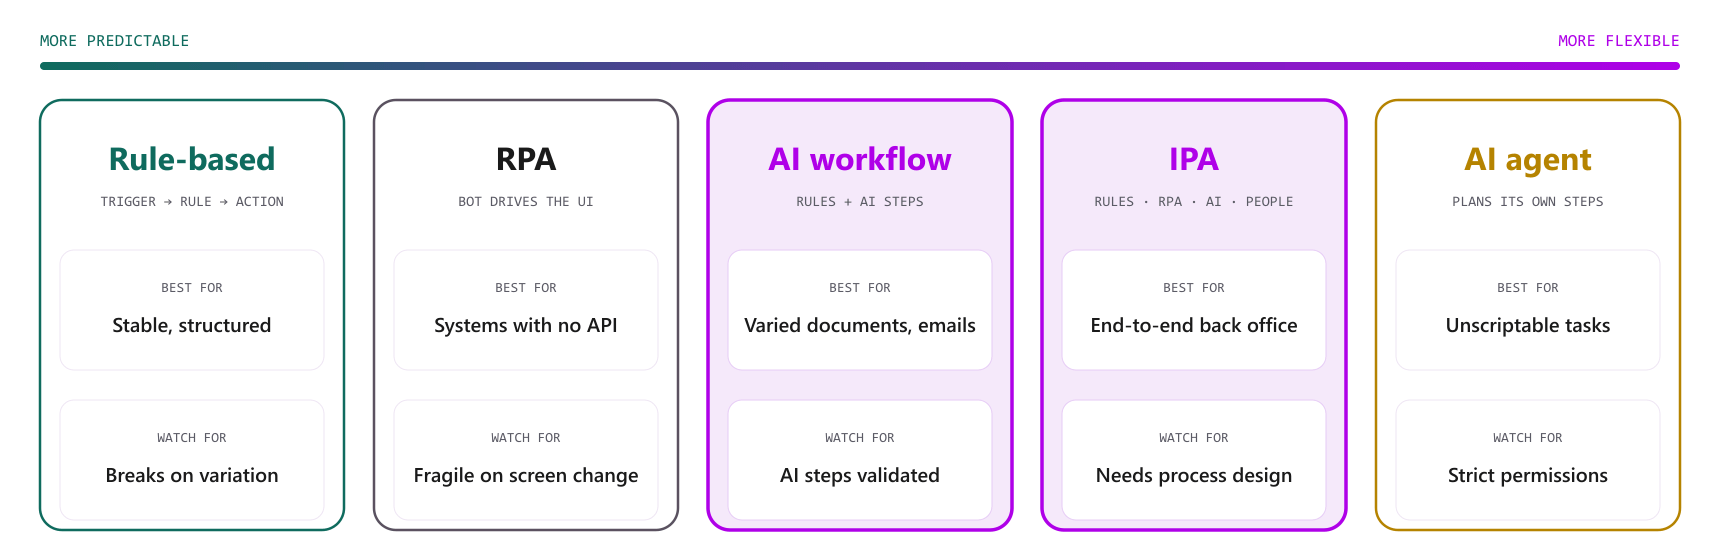 MORE PREDICTABLE
MORE FLEXIBLE
Rule-based
TRIGGER → RULE → ACTION
BEST FOR
Stable, structured
WATCH FOR
Breaks on variation
RPA
BOT DRIVES THE UI
BEST FOR
Systems with no API
WATCH FOR
Fragile on screen change
AI workflow
RULES + AI STEPS
BEST FOR
Varied documents, emails
WATCH FOR
AI steps validated
IPA
RULES · RPA · AI · PEOPLE
BEST FOR
End-to-end back office
WATCH FOR
Needs process design
AI agent
PLANS ITS OWN STEPS
BEST FOR
Unscriptable tasks
WATCH FOR
Strict permissions